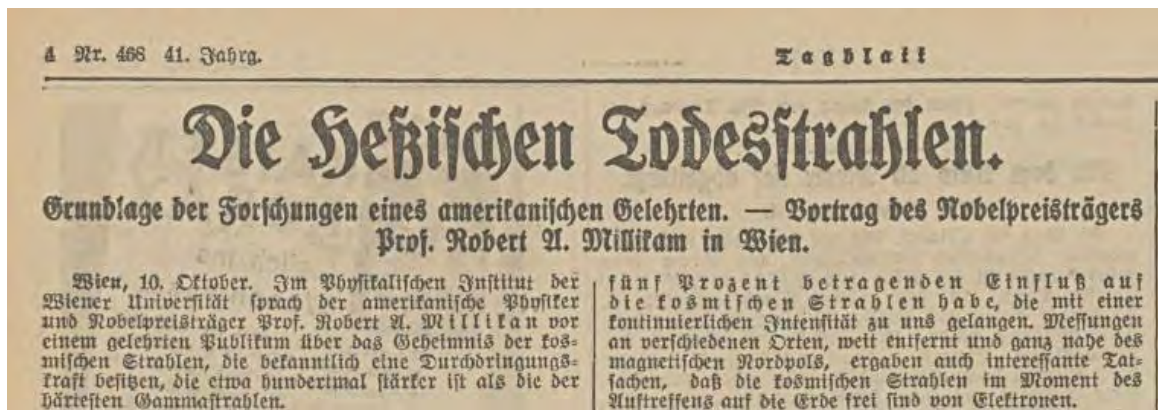 4 Nr. 468 41. Jahrg.
Tagblatt
Die Heßischen Todesstrahlen.
Grundlage der Forschungen eines amerikanischen Gelehrten. — Vortrag des Nobelpreisträgers
Prof. Robert A. Millikam in Wien.
Wien, 10. Oktober. Im Physikalischen Institut der
Wiener Universität sprach der amerikanische Physiker
und Nobelpreisträger Prof. Robert A. Millikan vor
einem gelehrten Publikum über das Geheimnis der kos-
mischen Strahlen, die bekanntlich eine Durchdringungs-
kraft besitzen, die etwa hundertmal stärker ist als die der
härtesten Gammastrahlen.
fünf Prozent betragenden Einfluß auf
die kosmischen Strahlen habe, die mit einer
kontinuierlichen Intensität zu uns gelangen. Messungen
an verschiedenen Orten, weit entfernt und ganz nahe des
magnetischen Nordpols, ergaben auch interessante Tat-
sachen, daß die kosmischen Strahlen im Moment des
Auftreffens auf die Erde frei sind von Elektronen.